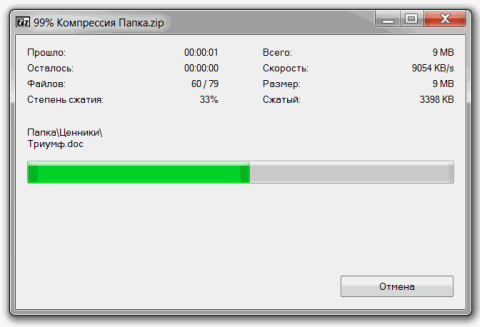 99% Компрессия Папка.zip
Прошло: 00:00:01 Всего: 9 MB
Осталось: 00:00:00 Скорость: 9054 KB/s
Файлов: 60 / 79 Размер: 9 MB
Степень сжатия: 33% Сжатый: 3398 KB
Папка\Ценники\
Триумф.doc
Отмена